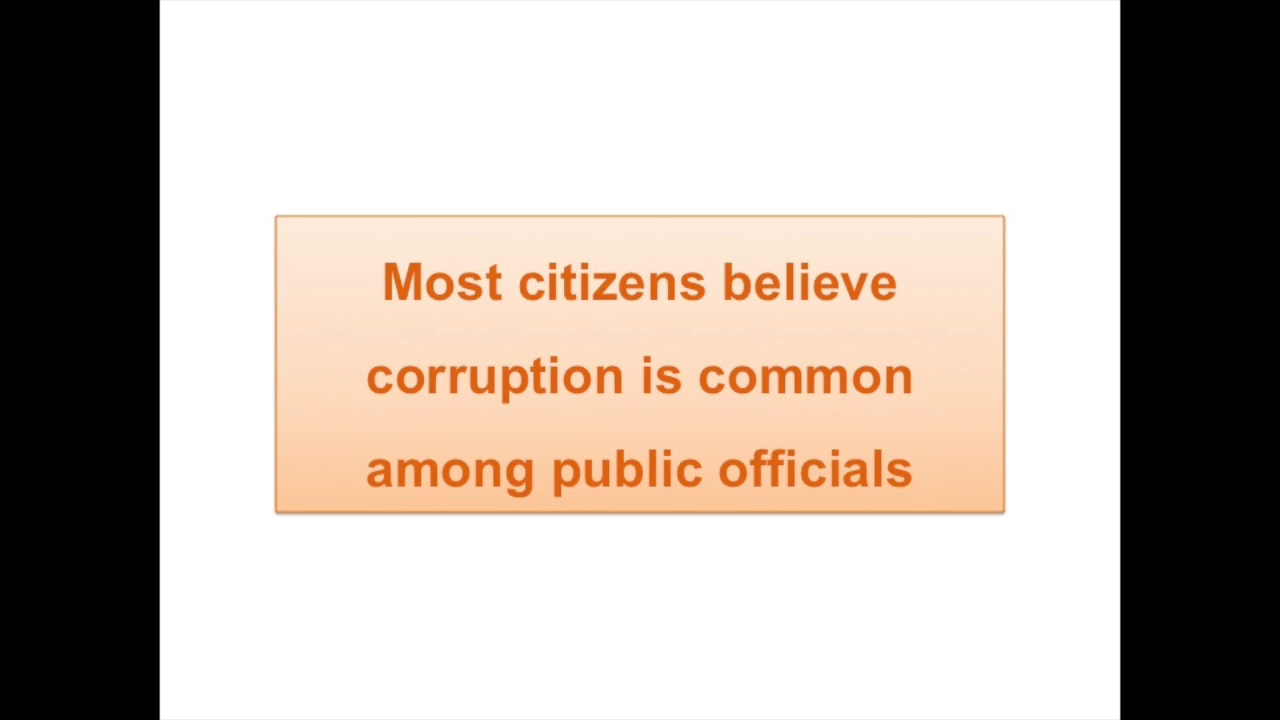 Most citizens believe
corruption is common
among public officials